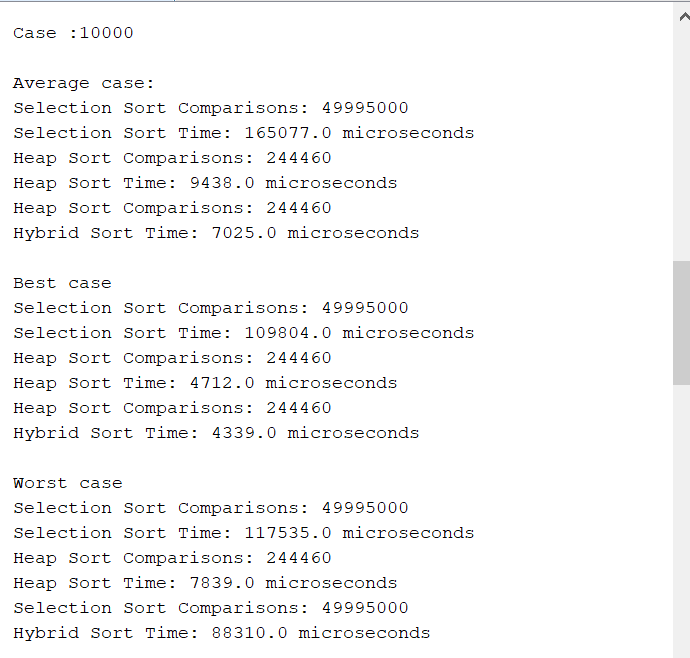 Case :10000
Average case:
Selection Sort Comparisons: 49995000
Selection Sort Time: 165077.0 microseconds
Heap Sort Comparisons: 244460
Heap Sort Time: 9438.0 microseconds
Heap Sort Comparisons: 244460
Hybrid Sort Time: 7025.0 microseconds
Best case
Selection Sort Comparisons: 49995000
Selection Sort Time: 109804.0 microseconds
Heap Sort Comparisons: 244460
Heap Sort Time: 4712.0 microseconds
Heap Sort Comparisons: 244460
Hybrid Sort Time: 4339.0 microseconds
Worst case
Selection Sort Comparisons: 49995000
Selection Sort Time: 117535.0 microseconds
Heap Sort Comparisons: 244460
Heap Sort Time: 7839.0 microseconds
Selection Sort Comparisons: 49995000
Hybrid Sort Time: 88310.0 microseconds